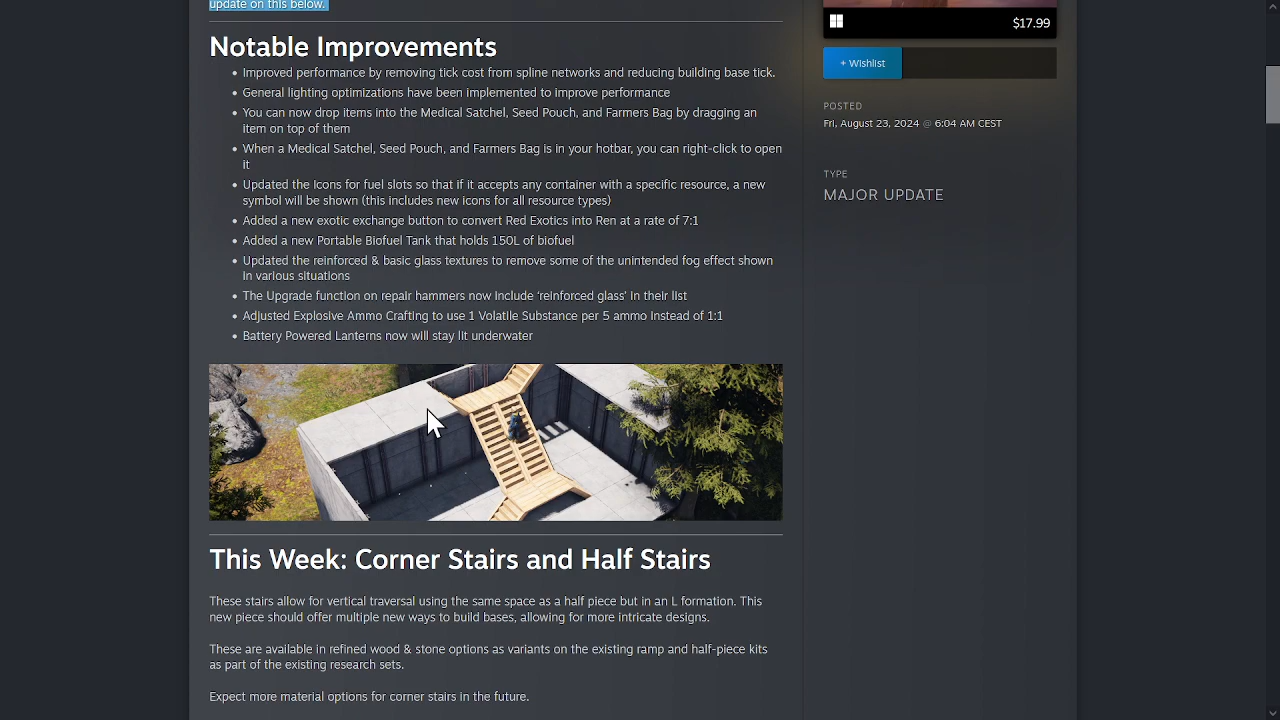 update on this below.
Notable Improvements
• Improved performance by removing tick cost from spline networks and reducing building base tick.
• General lighting optimizations have been implemented to improve performance
• You can now drop items into the Medical Satchel, Seed Pouch, and Farmers Bag by dragging an
item on top of them
• When a Medical Satchel, Seed Pouch, and Farmers Bag is in your hotbar, you can right-click to open
it
• Updated the Icons for fuel slots so that if it accepts any container with a specific resource, a new
symbol will be shown (this includes new icons for all resource types)
• Added a new exotic exchange button to convert Red Exotics into Ren at a rate of 7:1
• Added a new Portable Biofuel Tank that holds 150L of biofuel
• Updated the reinforced & basic glass textures to remove some of the unintended fog effect shown
in various situations
• The Upgrade function on repair hammers now include ‘reinforced glass’ in their list
• Adjusted Explosive Ammo Crafting to use 1 Volatile Substance per 5 ammo instead of 1:1
• Battery Powered Lanterns now will stay lit underwater
This Week: Corner Stairs and Half Stairs
These stairs allow for vertical traversal using the same space as a half piece but in an L formation. This
new piece should offer multiple new ways to build bases, allowing for more intricate designs.
These are available in refined wood & stone options as variants on the existing ramp and half-piece kits
as part of the existing research sets.
Expect more material options for corner stairs in the future.
$17.99
+ Wishlist
POSTED
Fri, August 23, 2024 @ 6:04 AM CEST
TYPE
MAJOR UPDATE